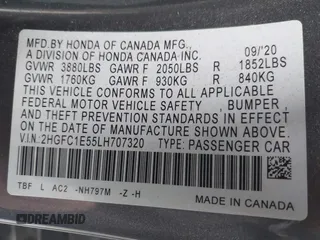 MFD.BY HONDA OF CANADA MFG.,
A DIVISION OF HONDA CANADA INC. 09/'20
GVWR 3880LBS GAWR F 2050LBS R 1852LBS
GVWR 1760KG GAWR F 930KG R 840KG
THIS VEHICLE CONFORMS TO ALL APPLICABLE
FEDERAL MOTOR VEHICLE SAFETY , BUMPER ,
AND THEFT PREVENTION STANDARDS IN EFFECT
ON THE DATE OF MANUFACTURE SHOWN ABOVE.
V.I.N.:2HGFC1E55LH707320 TYPE: PASSENGER CAR
TBF L AC2 -NH797M -Z -H
MADE IN CANADA
DREAMBID